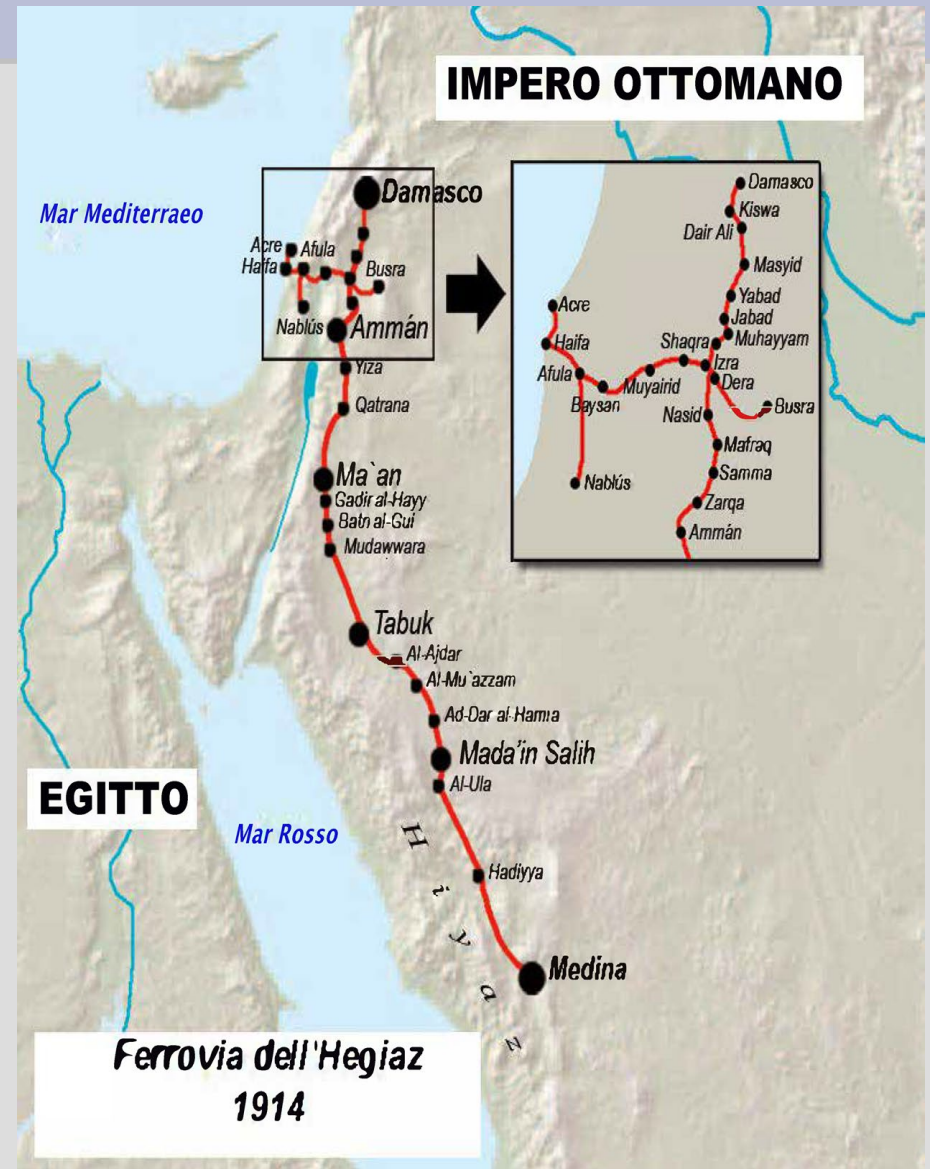 IMPERO OTTOMANO
Mar Mediterraeo
Damasco
Acre
Afula
Haifa
Busra
Nablús
Ammán
Yiza
Qatrana
Ma`an
Gadir al-Hayy
Batn al-Gui
Mudawwara
Tabuk
Al-Ajdar
Al-Mu`azzam
Ad-Dar al-Hamra
Mada'in Salih
Al-Ula
Hadiyya
Medina
Hiyaz
EGITTO
Mar Rosso
Damasco
Kiswa
Dair Ali
Masyid
Yabad
Jabad
Muhayyam
Shaqra
Izra
Dera
Acre
Haifa
Afula
Baysan
Muyairid
Busra
Nasid
Mafraq
Samma
Zarqa
Ammán
Nablús
Ferrovia dell'Hegiaz
1914